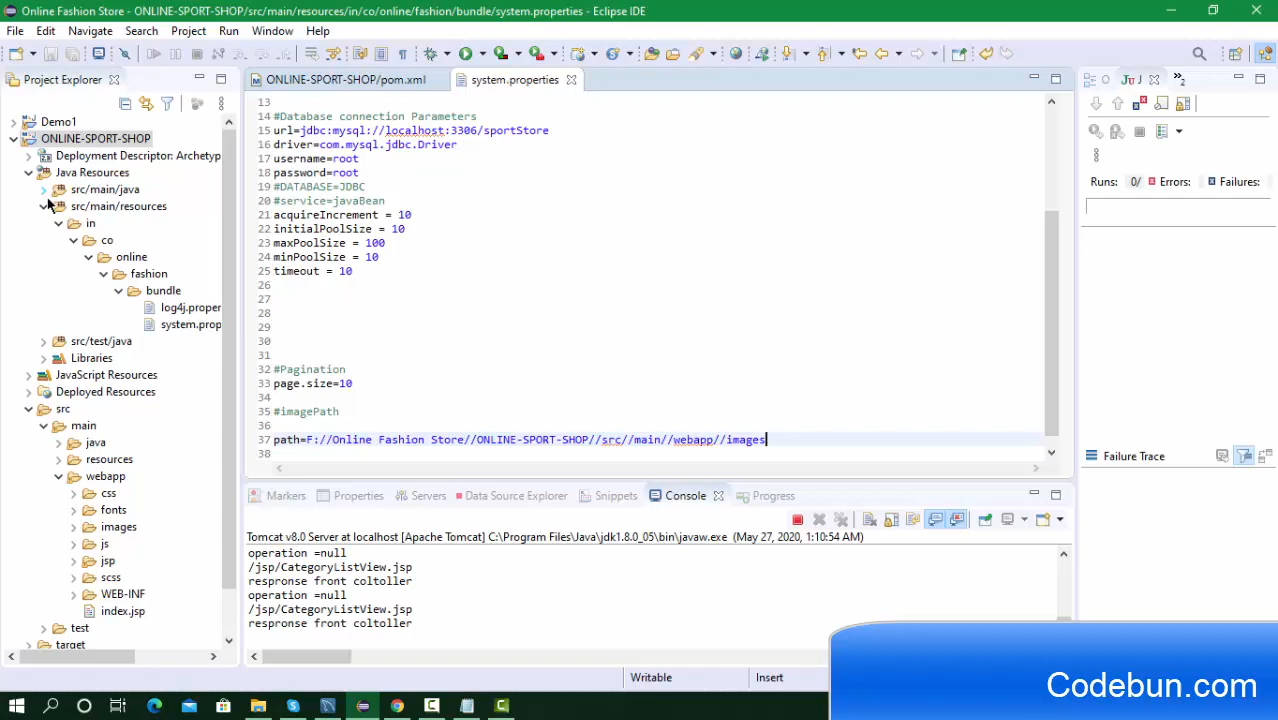 Online Fashion Store - ONLINE-SPORT-SHOP/src/main/resources/in/co/online/fashion/bundle/system.properties - Eclipse IDE
File Edit Navigate Search Project Run Window Help
Project Explorer
ONLINE-SPORT-SHOP/pom.xml
system.properties
Ju J
2
Demo1
ONLINE-SPORT-SHOP
Deployment Descriptor: Archetyp
Java Resources
src/main/java
src/main/resources
in
co
online
fashion
bundle
log4j.proper
system.prop
src/test/java
Libraries
JavaScript Resources
Deployed Resources
src
main
java
resources
webapp
css
fonts
images
js
jsp
scss
WEB-INF
index.jsp
test
target
13
14 #Database connection Parameters
15 url=jdbc:mysql://localhost:3306/sportStore
16 driver=com.mysql.jdbc.Driver
17 username=root
18 password=root
19 #DATABASE=JDBC
20 #service=javaBean
21 acquireIncrement = 10
22 initialPoolSize = 10
23 maxPoolSize = 100
24 minPoolSize = 10
25 timeout = 10
26
27
28
29
30
31
32 #Pagination
33 page.size=10
34
35 #imagePath
36
37 path=F://Online Fashion Store//ONLINE-SPORT-SHOP//src//main//webapp//images
38
Runs: 0/ Errors: Failures:
Failure Trace
Markers Properties Servers Data Source Explorer Snippets Console Progress
Tomcat v8.0 Server at localhost [Apache Tomcat] C:\Program Files\Java\jdk1.8.0_05\bin\javaw.exe (May 27, 2020, 1:10:54 AM)
operation =null
/jsp/CategoryListView.jsp
respronse front coltoller
operation =null
/jsp/CategoryListView.jsp
respronse front coltoller
Writable Insert
Codebun.com